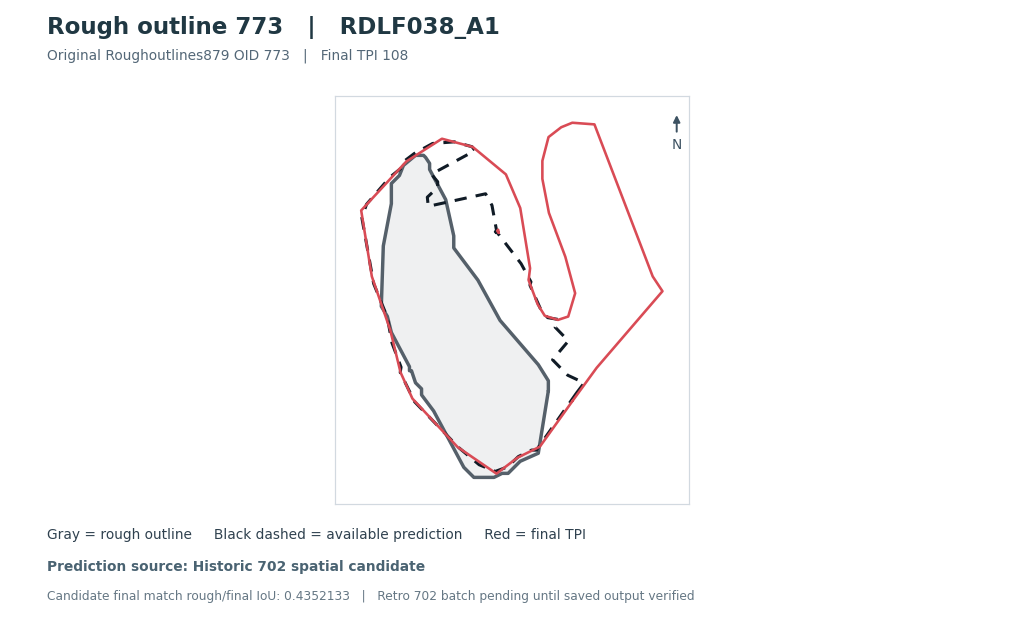 Rough outline 773   |   RDLF038_A1
Original Roughoutlines879 OID 773   |   Final TPI 108
N
Gray = rough outline     Black dashed = available prediction     Red = final TPI
Prediction source: Historic 702 spatial candidate
Candidate final match rough/final IoU: 0.4352133   |   Retro 702 batch pending until saved output verified